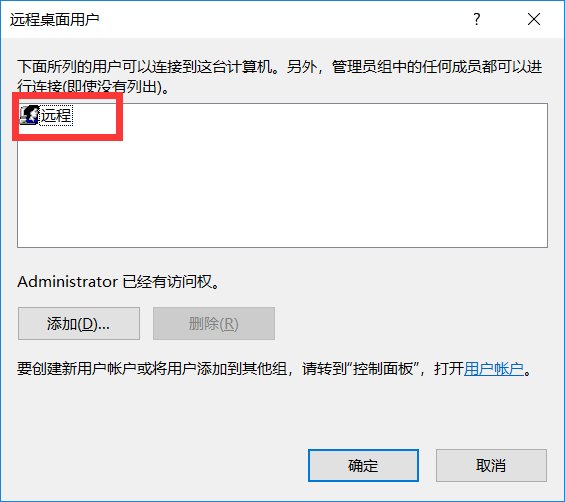 远程桌面用户
?
下面所列的用户可以连接到这台计算机。另外，管理员组中的任何成员都可以进
行连接(即使没有列出)。
远程
Administrator 已经有访问权。
添加(D)... 删除(R)
要创建新用户帐户或将用户添加到其他组，请转到“控制面板”，打开用户帐户。
确定 取消